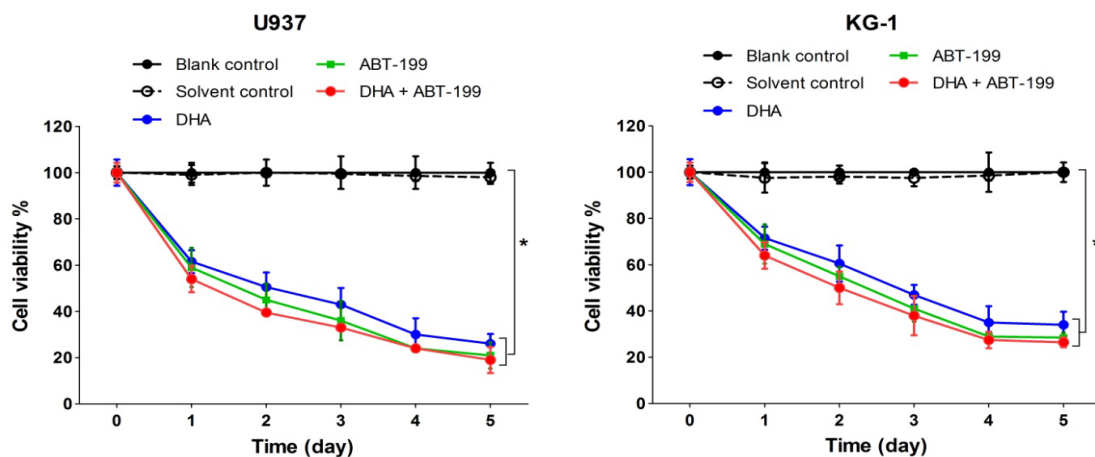 U937
Blank control
ABT-199
Solvent control
DHA + ABT-199
DHA
120
100
80
60
40
20
0
Cell viability %
*
0 1 2 3 4 5
Time (day)
KG-1
Blank control
ABT-199
Solvent control
DHA + ABT-199
DHA
120
100
80
60
40
20
0
Cell viability %
*
0 1 2 3 4 5
Time (day)